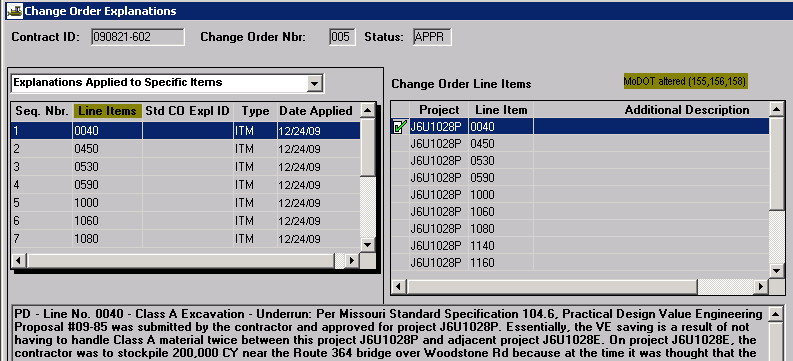 Change Order Explanations
Contract ID: 090821-602 Change Order Nbr: 005 Status: APPR
Explanations Applied to Specific Items
Seq. Nbr. Line Items Std CO Expl ID Type Date Applied
1 0040 ITM 12/24/09
2 0450 ITM 12/24/09
3 0530 ITM 12/24/09
4 0590 ITM 12/24/09
5 1000 ITM 12/24/09
6 1060 ITM 12/24/09
7 1080 ITM 12/24/09
Change Order Line Items MoDOT altered (155,156,158)
Project Line Item Additional Description
J6U1028P 0040
J6U1028P 0450
J6U1028P 0530
J6U1028P 0590
J6U1028P 1000
J6U1028P 1060
J6U1028P 1080
J6U1028P 1140
J6U1028P 1160
PD - Line No. 0040 - Class A Excavation - Underrun: Per Missouri Standard Specification 104.6, Practical Design Value Engineering
Proposal #09-85 was submitted by the contractor and approved for project J6U1028P. Essentially, the VE saving is a result of not
having to handle Class A material twice between this project J6U1028P and adjacent project J6U1028E. On project J6U1028E, the
contractor was to stockpile 200,000 CY near the Route 364 bridge over Woodstone Rd because at the time it was thought that the